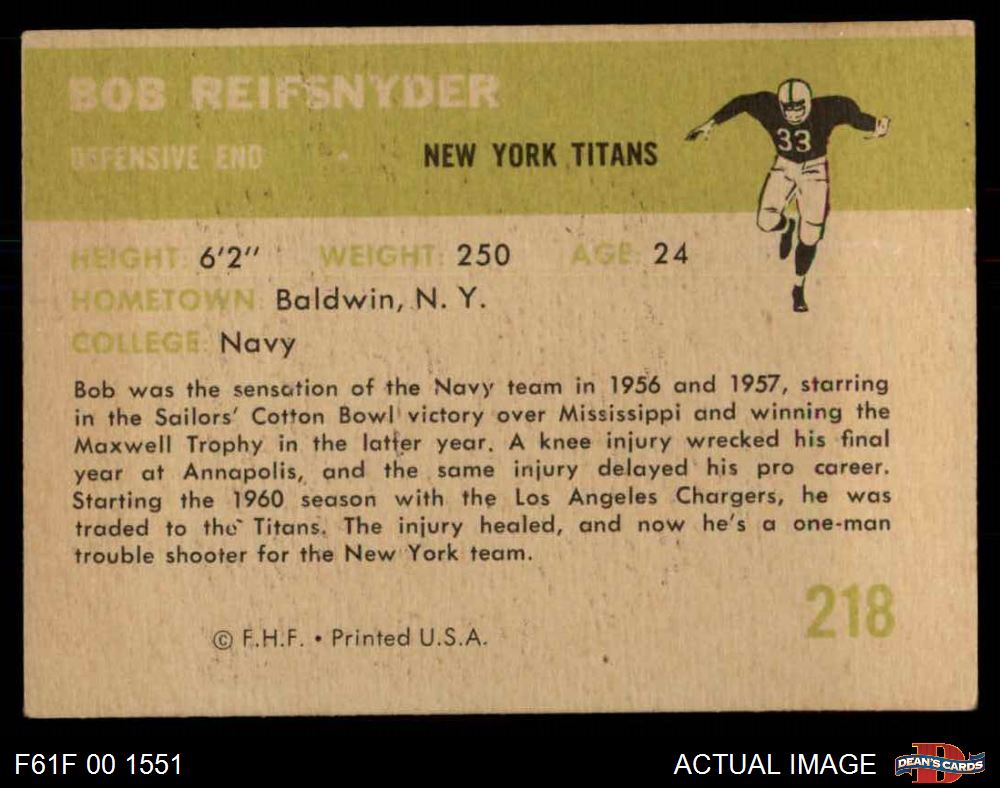 BOB REIFSNYDER
DEFENSIVE END
NEW YORK TITANS
33
HEIGHT: 6'2" WEIGHT: 250 AGE: 24
HOMETOWN: Baldwin, N. Y.
COLLEGE: Navy
Bob was the sensation of the Navy team in 1956 and 1957, starring
in the Sailors' Cotton Bowl victory over Mississippi and winning the
Maxwell Trophy in the latter year. A knee injury wrecked his final
year at Annapolis, and the same injury delayed his pro career.
Starting the 1960 season with the Los Angeles Chargers, he was
traded to the Titans. The injury healed, and now he's a one-man
trouble shooter for the New York team.
218
© F.H.F. • Printed U.S.A.
F61F 00 1551
ACTUAL IMAGE
D
DEAN'S CARDS